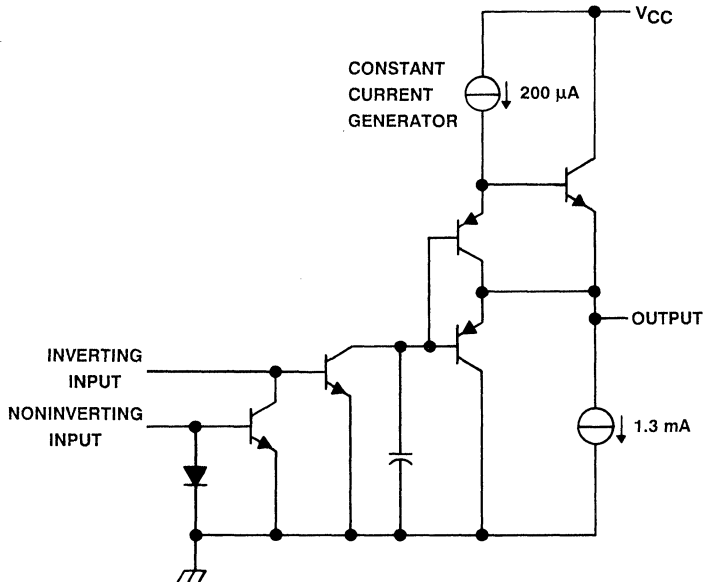 VCC
CONSTANT
CURRENT
GENERATOR
200 µA
OUTPUT
INVERTING
INPUT
NONINVERTING
INPUT
1.3 mA